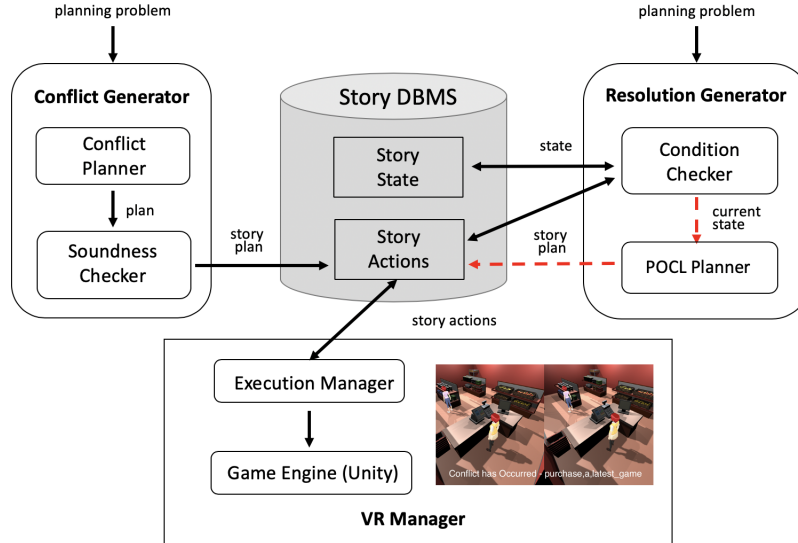 planning problem
planning problem
Conflict Generator
Conflict
Planner
plan
Soundness
Checker
story
plan
Story DBMS
Story
State
Story
Actions
state
story
plan
Resolution Generator
Condition
Checker
current
state
POCL Planner
story actions
Execution Manager
Game Engine (Unity)
Conflict has Occurred - purchase,a,latest_game
VR Manager